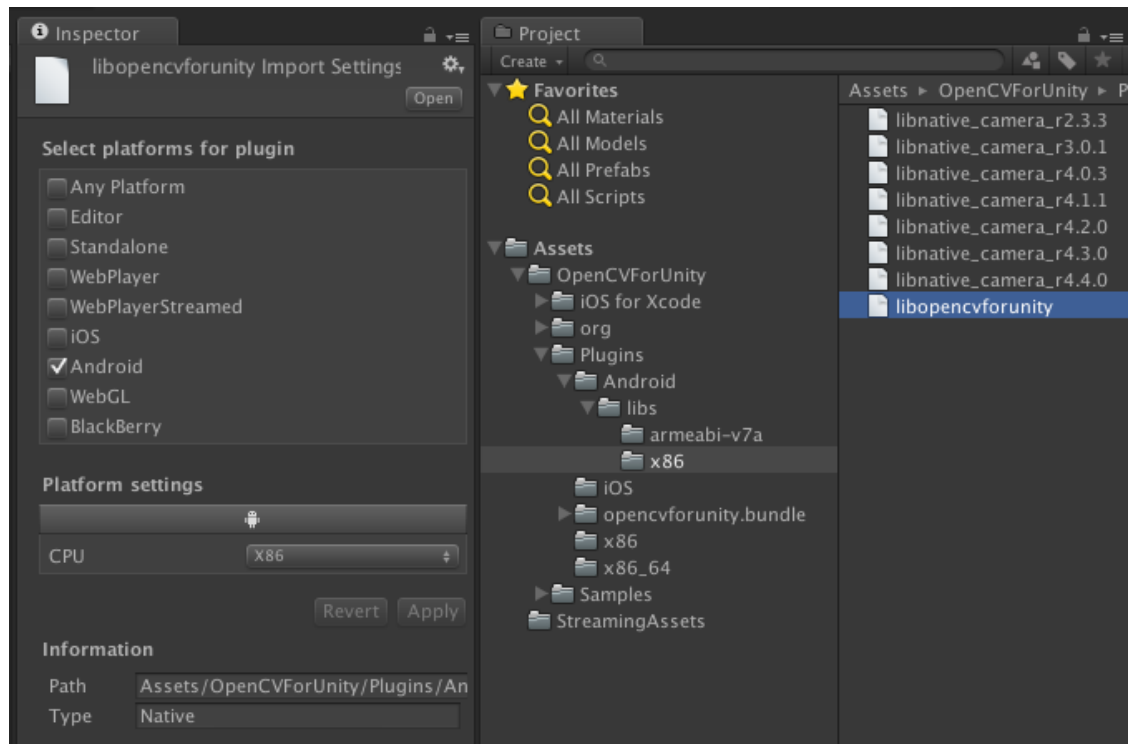 Inspector
libopencvforunity Import Settings
Open
Select platforms for plugin
Any Platform
Editor
Standalone
WebPlayer
WebPlayerStreamed
iOS
Android
WebGL
BlackBerry
Platform settings
CPU X86
Revert Apply
Information
Path Assets/OpenCVForUnity/Plugins/An
Type Native
Project
Create
Favorites
All Materials
All Models
All Prefabs
All Scripts
Assets
OpenCVForUnity
iOS for Xcode
org
Plugins
Android
libs
armeabi-v7a
x86
iOS
opencvforunity.bundle
x86
x86_64
Samples
StreamingAssets
Assets OpenCVForUnity P
libnative_camera_r2.3.3
libnative_camera_r3.0.1
libnative_camera_r4.0.3
libnative_camera_r4.1.1
libnative_camera_r4.2.0
libnative_camera_r4.3.0
libnative_camera_r4.4.0
libopencvforunity